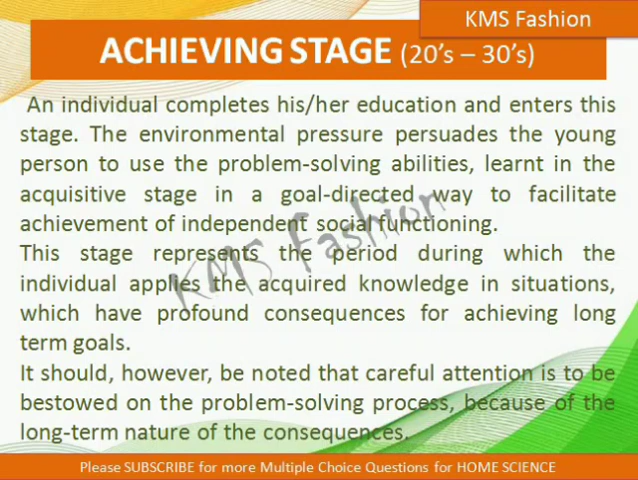 KMS Fashion
ACHIEVING STAGE (20’s – 30’s)
An individual completes his/her education and enters this
stage. The environmental pressure persuades the young
person to use the problem-solving abilities, learnt in the
acquisitive stage in a goal-directed way to facilitate
achievement of independent social functioning.
This stage represents the period during which the
individual applies the acquired knowledge in situations,
which have profound consequences for achieving long
term goals.
It should, however, be noted that careful attention is to be
bestowed on the problem-solving process, because of the
long-term nature of the consequences.
KMS Fashion
Please SUBSCRIBE for more Multiple Choice Questions for HOME SCIENCE